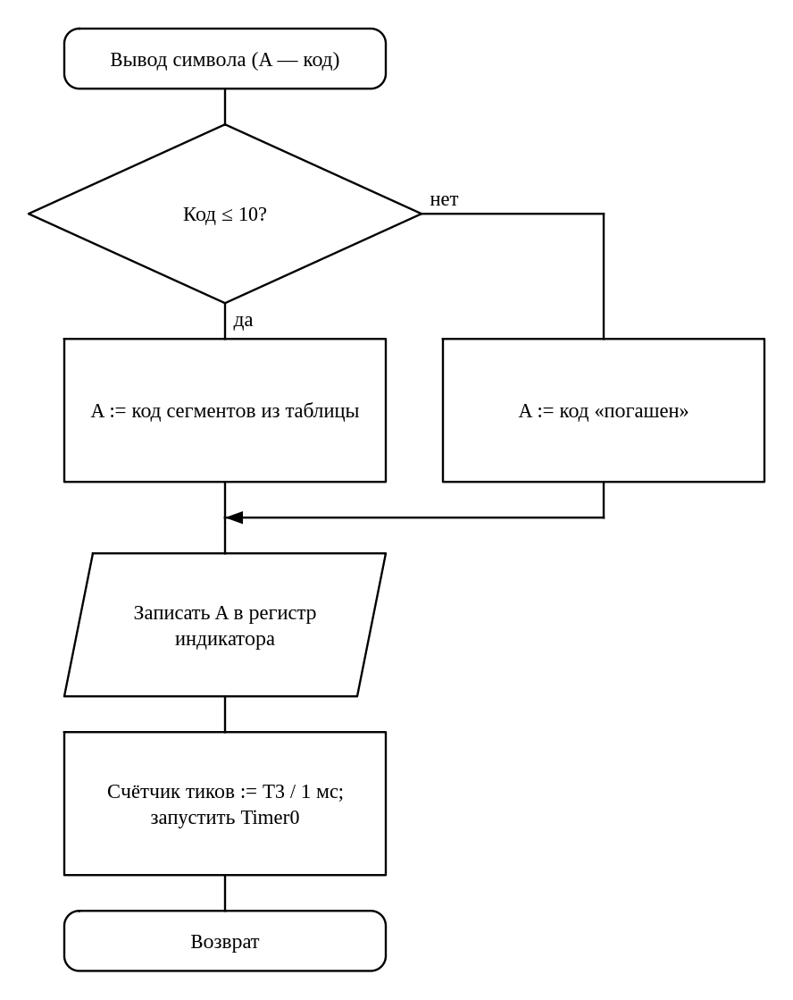 Вывод символа (A — код)
Код ≤ 10?
нет
да
A := код сегментов из таблицы
A := код «погашен»
Записать A в регистр
индикатора
Счётчик тиков := T3 / 1 мс;
запустить Timer0
Возврат